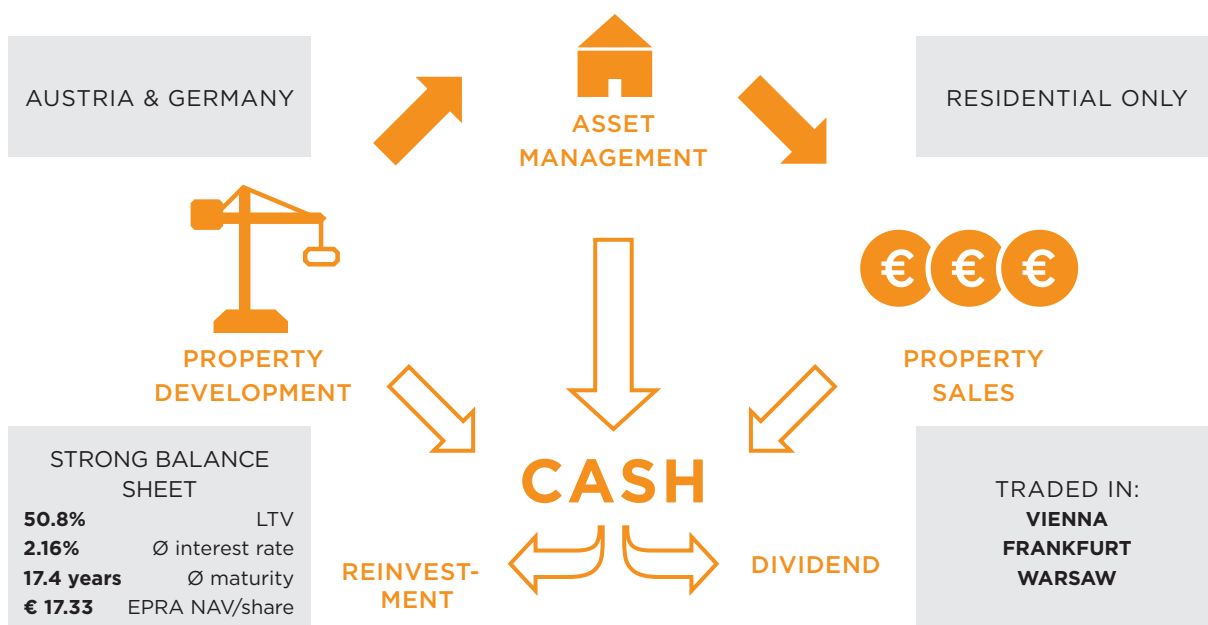 AUSTRIA & GERMANY
ASSET
MANAGEMENT
RESIDENTIAL ONLY
€ € €
PROPERTY
DEVELOPMENT
PROPERTY
SALES
STRONG BALANCE
SHEET
50.8% LTV
2.16% Ø interest rate
17.4 years Ø maturity
€ 17.33 EPRA NAV/share
CASH
REINVEST-
MENT
DIVIDEND
TRADED IN:
VIENNA
FRANKFURT
WARSAW